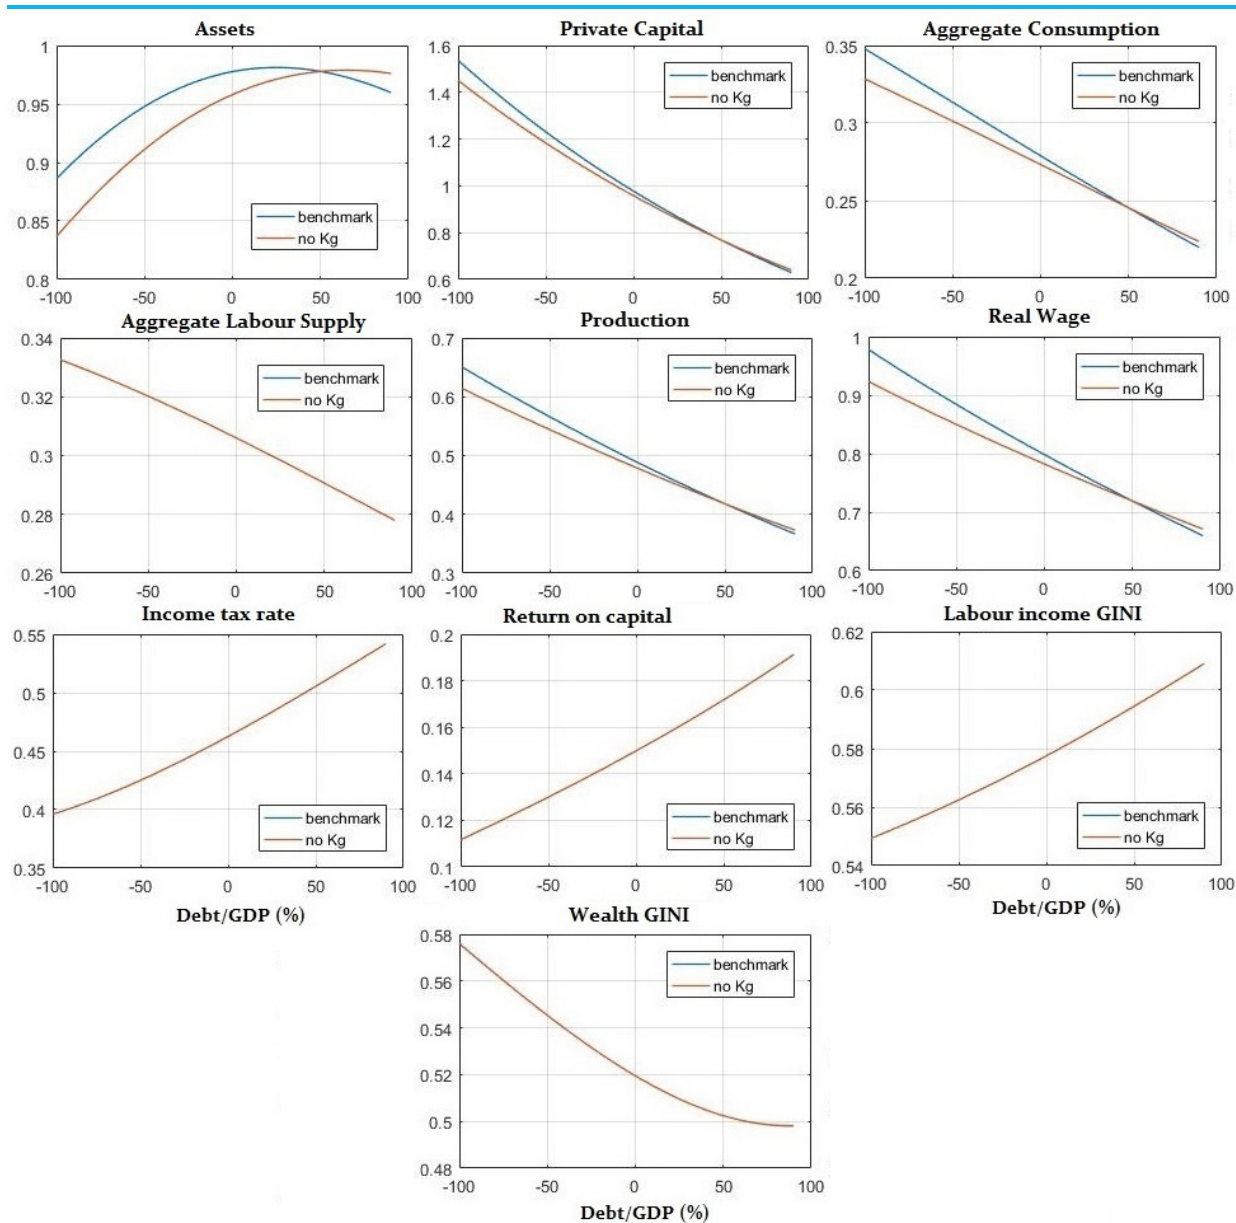 Assets
1
0.95
0.9
0.85
0.8
-100 -50 0 50 100
benchmark
no Kg
Private Capital
1.6
1.4
1.2
1
0.8
0.6
-100 -50 0 50 100
benchmark
no Kg
Aggregate Consumption
0.35
0.3
0.25
0.2
-100 -50 0 50 100
benchmark
no Kg
Aggregate Labour Supply
0.34
0.32
0.3
0.28
0.26
-100 -50 0 50 100
benchmark
no Kg
Production
0.7
0.6
0.5
0.4
0.3
-100 -50 0 50 100
benchmark
no Kg
Real Wage
1
0.9
0.8
0.7
0.6
-100 -50 0 50 100
benchmark
no Kg
Income tax rate
0.55
0.5
0.45
0.4
0.35
-100 -50 0 50 100
benchmark
no Kg
Debt/GDP (%)
Return on capital
0.2
0.18
0.16
0.14
0.12
0.1
-100 -50 0 50 100
benchmark
no Kg
Labour income GINI
0.62
0.6
0.58
0.56
0.54
-100 -50 0 50 100
benchmark
no Kg
Debt/GDP (%)
Wealth GINI
0.58
0.56
0.54
0.52
0.5
0.48
-100 -50 0 50 100
benchmark
no Kg
Debt/GDP (%)